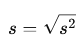 s = √s²